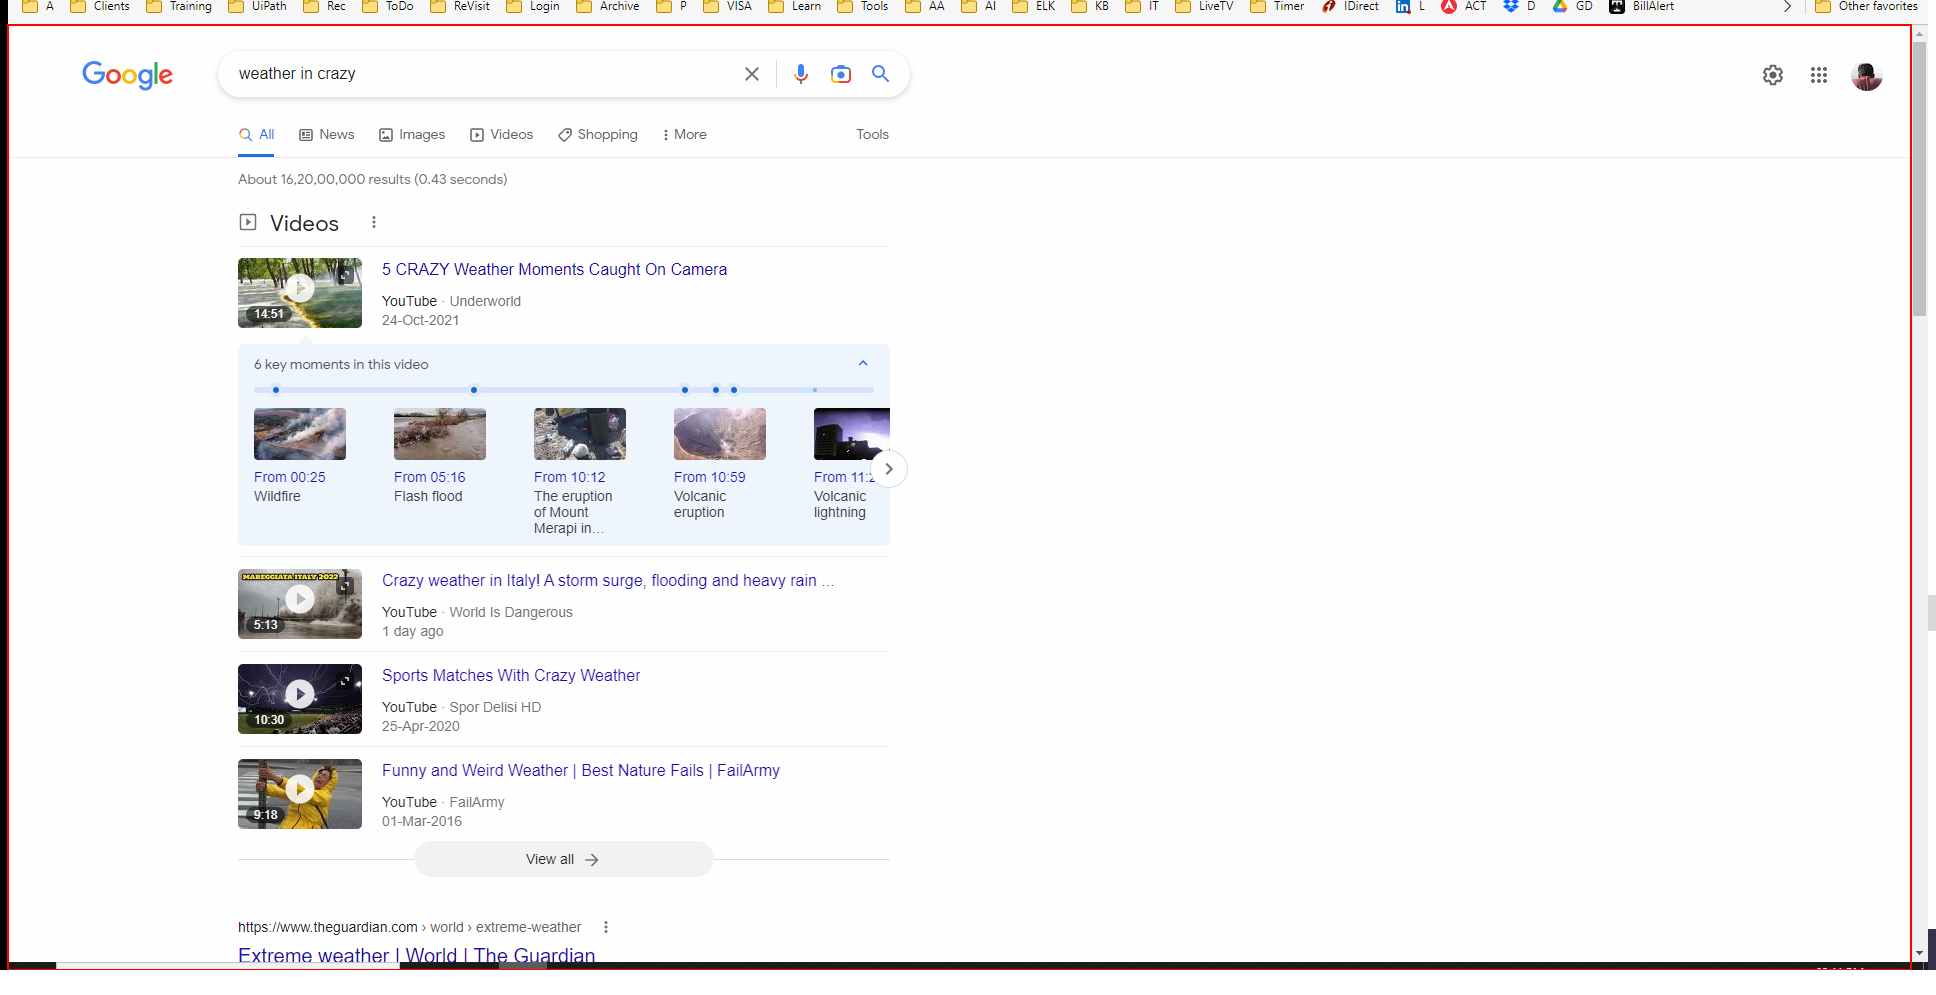 A Clients Training UiPath Rec ToDo ReVisit Login Archive P VISA Learn Tools AA AI ELK KB IT LiveTV Timer IDirect L ACT D GD BillAlert Other favorites
Google weather in crazy
All News Images Videos Shopping More Tools
About 16,20,00,000 results (0.43 seconds)
Videos
5 CRAZY Weather Moments Caught On Camera
YouTube · Underworld
14:51
24-Oct-2021
6 key moments in this video
From 00:25 From 05:16 From 10:12 From 10:59 From 11:2
Wildfire Flash flood The eruption Volcanic Volcanic
of Mount eruption lightning
Merapi in…
MAREGGIATA ITALY 2022
Crazy weather in Italy! A storm surge, flooding and heavy rain ...
YouTube · World Is Dangerous
5:13
1 day ago
Sports Matches With Crazy Weather
YouTube · Spor Delisi HD
10:30
25-Apr-2020
Funny and Weird Weather | Best Nature Fails | FailArmy
YouTube · FailArmy
9:18
01-Mar-2016
View all
https://www.theguardian.com › world › extreme-weather
Extreme weather | World | The Guardian